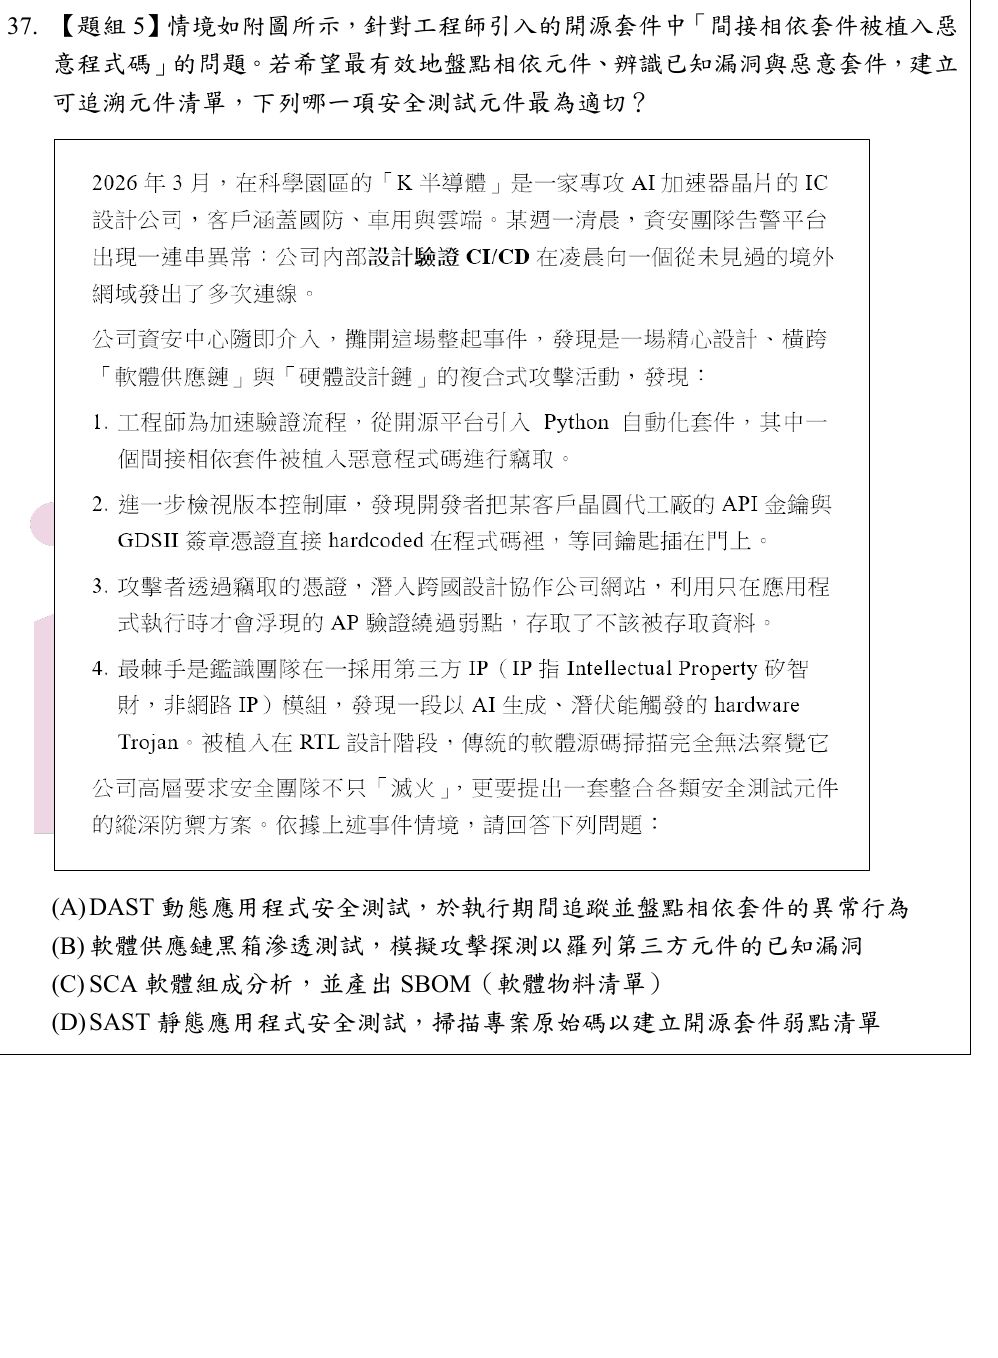 37. 【題組 5】情境如附圖所示，針對工程師引入的開源套件中「間接相依套件被植入惡
意程式碼」的問題。若希望最有效地盤點相依元件、辨識已知漏洞與惡意套件，建立
可追溯元件清單，下列哪一項安全測試元件最為適切？
2026 年 3 月，在科學園區的「K 半導體」是一家專攻 AI 加速器晶片的 IC
設計公司，客戶涵蓋國防、車用與雲端。某週一清晨，資安團隊告警平台
出現一連串異常：公司內部設計驗證 CI/CD 在凌晨向一個從未見過的境外
網域發出了多次連線。
公司資安中心隨即介入，攤開這場整起事件，發現是一場精心設計、橫跨
「軟體供應鏈」與「硬體設計鏈」的複合式攻擊活動，發現：
1. 工程師為加速驗證流程，從開源平台引入 Python 自動化套件，其中一
個間接相依套件被植入惡意程式碼進行竊取。
2. 進一步檢視版本控制庫，發現開發者把某客戶晶圓代工廠的 API 金鑰與
GDSII 簽章憑證直接 hardcoded 在程式碼裡，等同鑰匙插在門上。
3. 攻擊者透過竊取的憑證，潛入跨國設計協作公司網站，利用只在應用程
式執行時才會浮現的 AP 驗證繞過弱點，存取了不該被存取資料。
4. 最棘手是鑑識團隊在一採用第三方 IP（IP 指 Intellectual Property 矽智
財，非網路 IP）模組，發現一段以 AI 生成、潛伏能觸發的 hardware
Trojan。被植入在 RTL 設計階段，傳統的軟體源碼掃描完全無法察覺它
公司高層要求安全團隊不只「滅火」，更要提出一套整合各類安全測試元件
的縱深防禦方案。依據上述事件情境，請回答下列問題：
(A)DAST 動態應用程式安全測試，於執行期間追蹤並盤點相依套件的異常行為
(B) 軟體供應鏈黑箱滲透測試，模擬攻擊探測以羅列第三方元件的已知漏洞
(C) SCA 軟體組成分析，並產出 SBOM（軟體物料清單）
(D)SAST 靜態應用程式安全測試，掃描專案原始碼以建立開源套件弱點清單